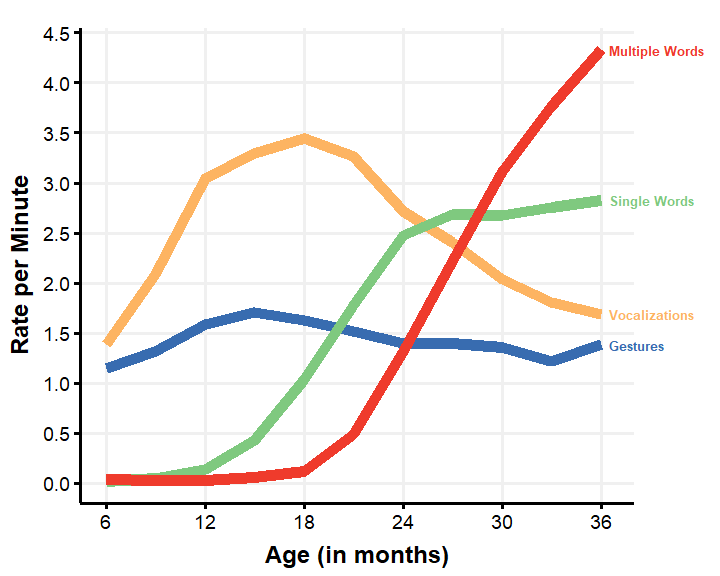 4.5
4.0
3.5
3.0
2.5
2.0
1.5
1.0
0.5
0.0
Rate per Minute
Multiple Words
Single Words
Vocalizations
Gestures
6 12 18 24 30 36
Age (in months)